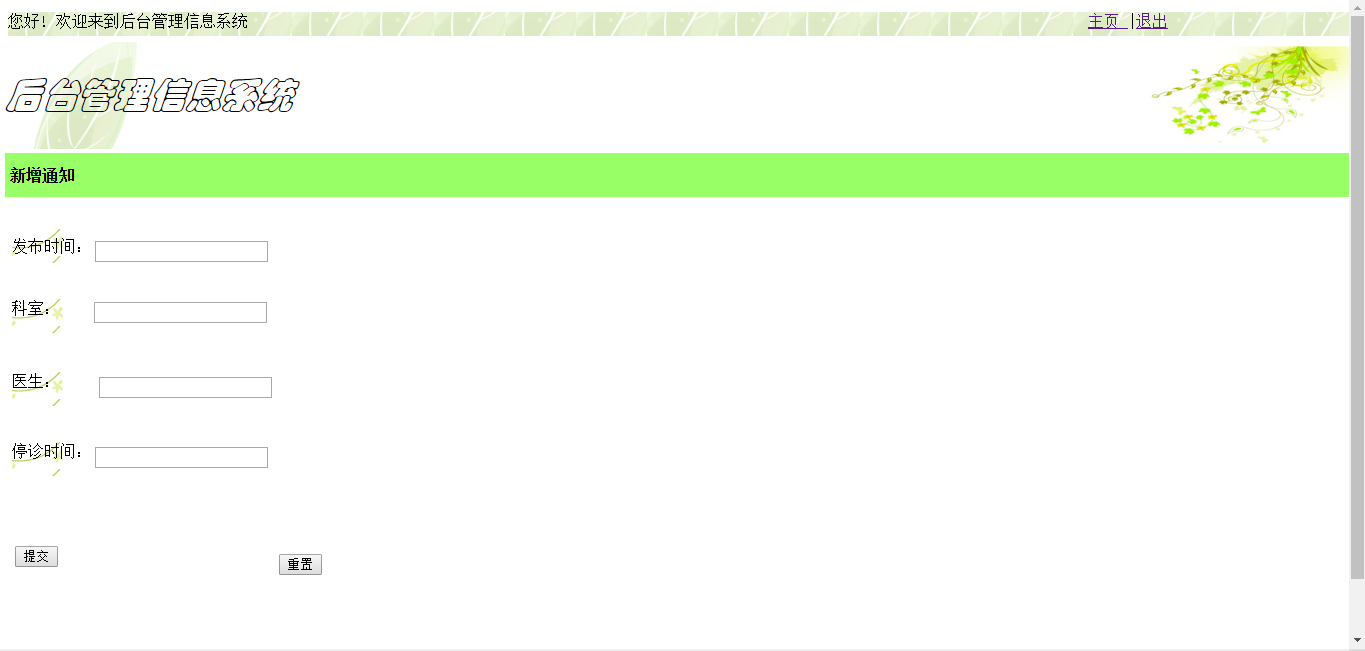 您好！欢迎来到后台管理信息系统
主页 |退出
后台管理信息系统
新增通知
发布时间：
科室：
医生：
停诊时间：
提交
重置